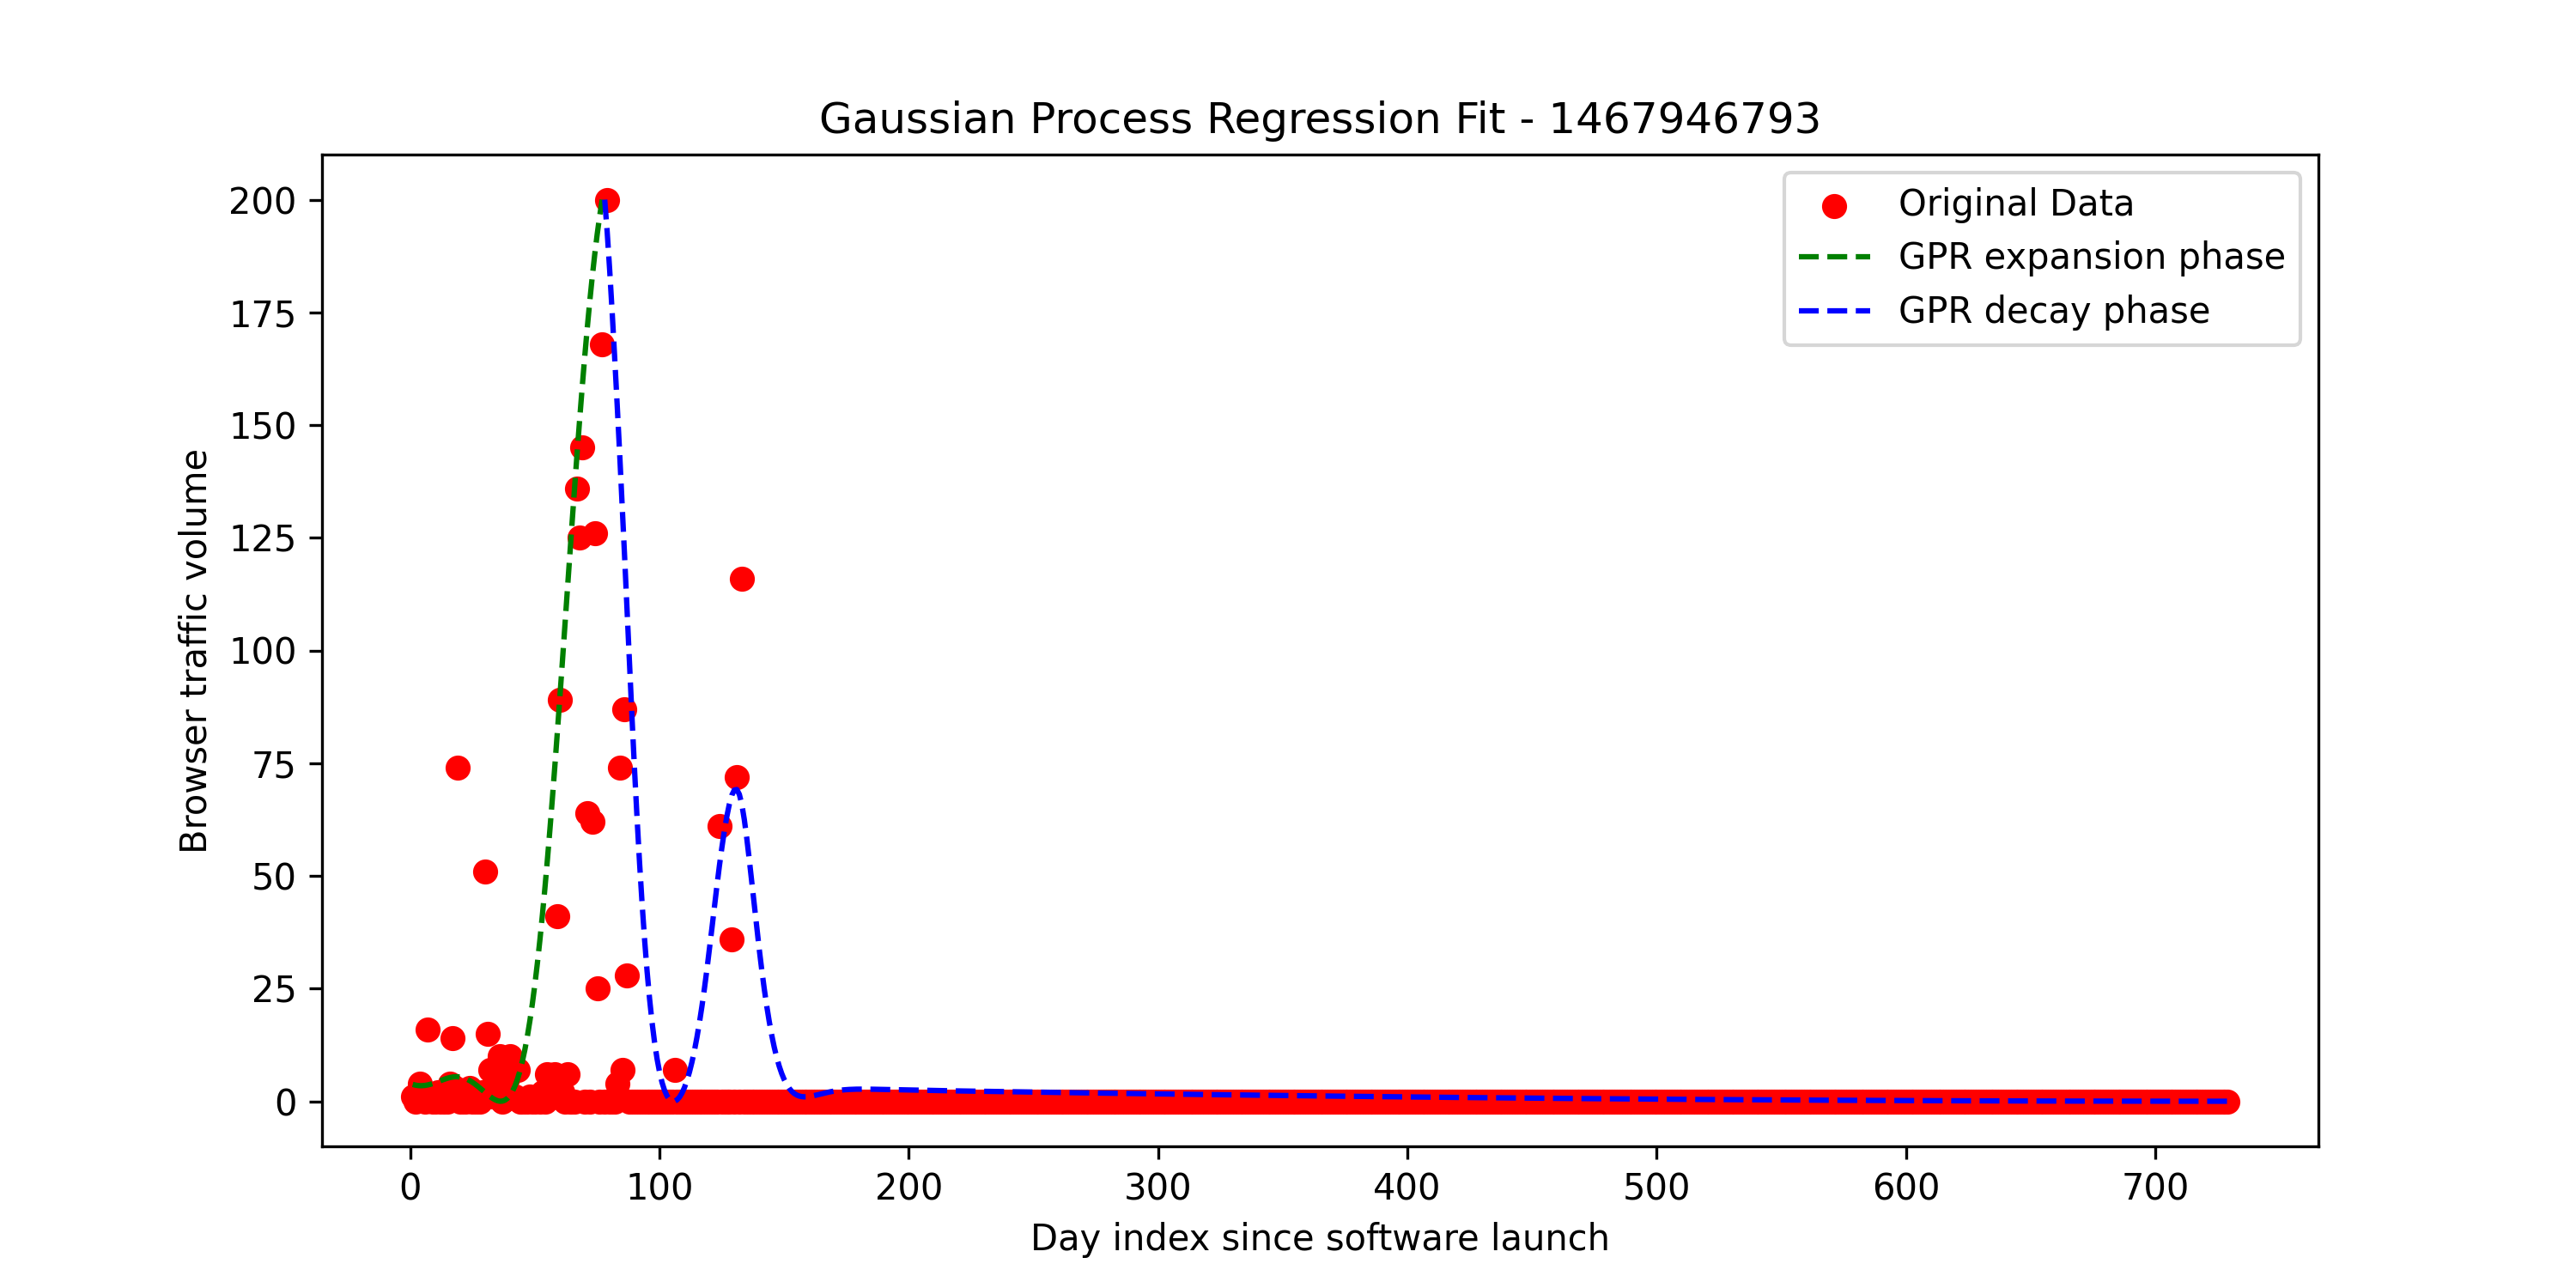 Gaussian Process Regression Fit - 1467946793
Original Data
GPR expansion phase
GPR decay phase
Browser traffic volume
200
175
150
125
100
75
50
25
0
0 100 200 300 400 500 600 700
Day index since software launch